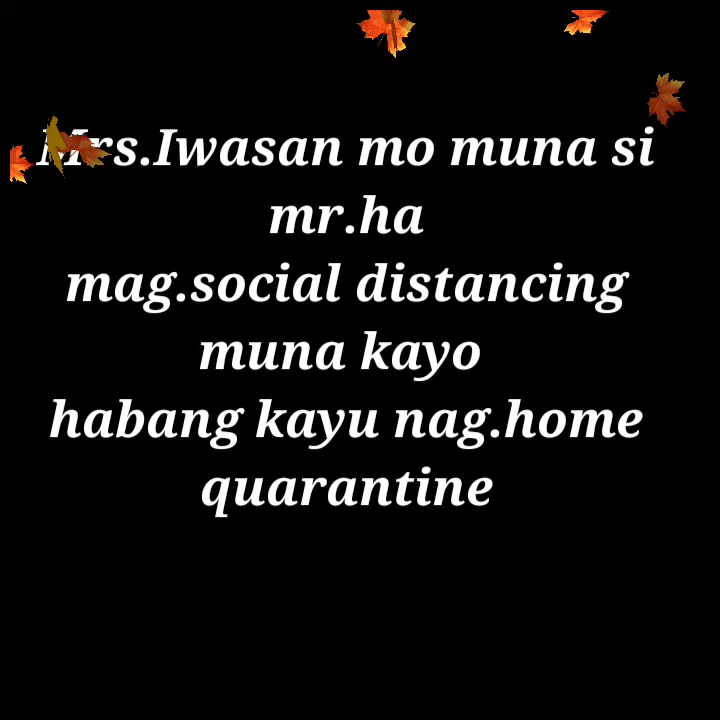 Mrs.Iwasan mo muna si
mr.ha
mag.social distancing
muna kayo
habang kayu nag.home
quarantine